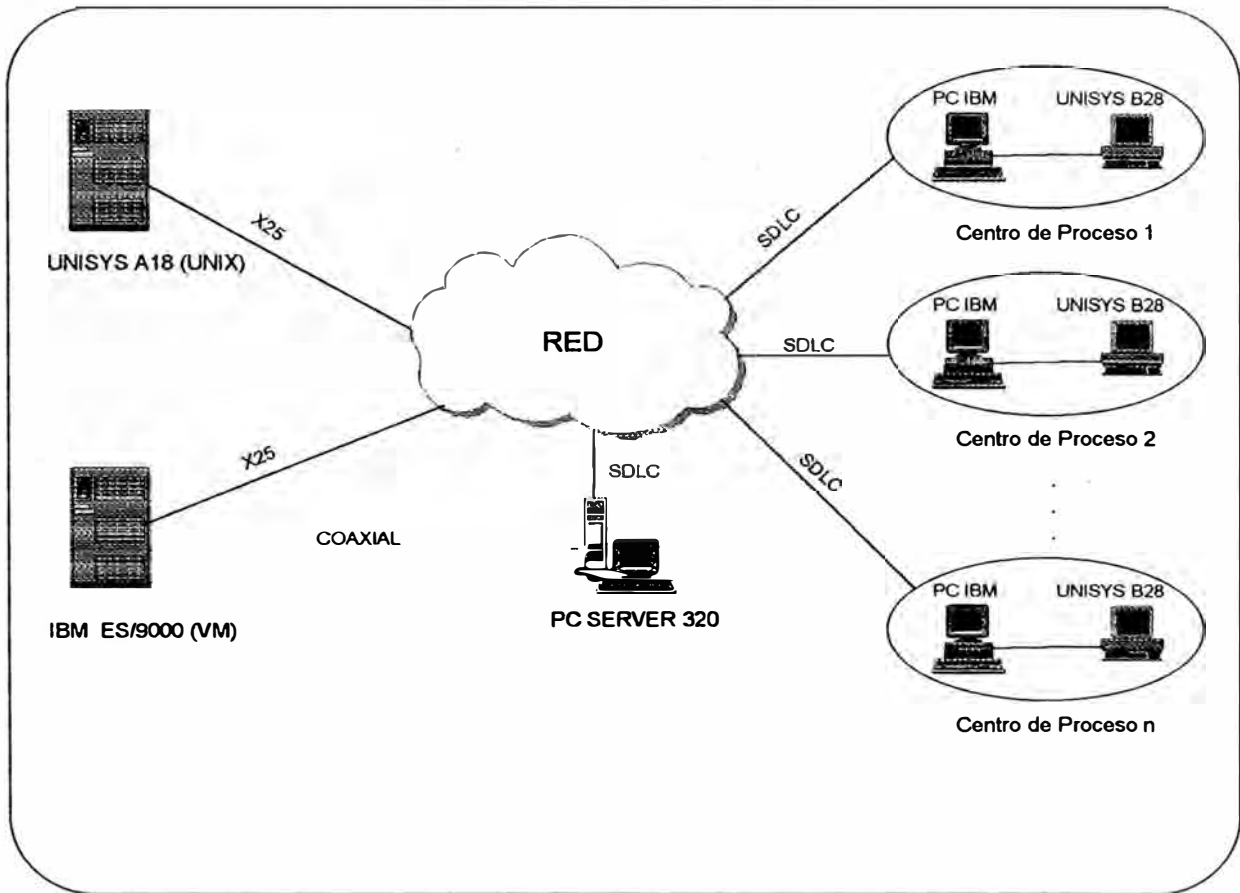 UNISYS A18 (UNIX)
X25
IBM ES/9000 (VM)
X25
COAXIAL
RED
SDLC
PC SERVER 320
SDLC
PC IBM UNISYS B28
Centro de Proceso 1
SDLC
PC IBM UNISYS B28
Centro de Proceso 2
SDLC
PC IBM UNISYS B28
Centro de Proceso n